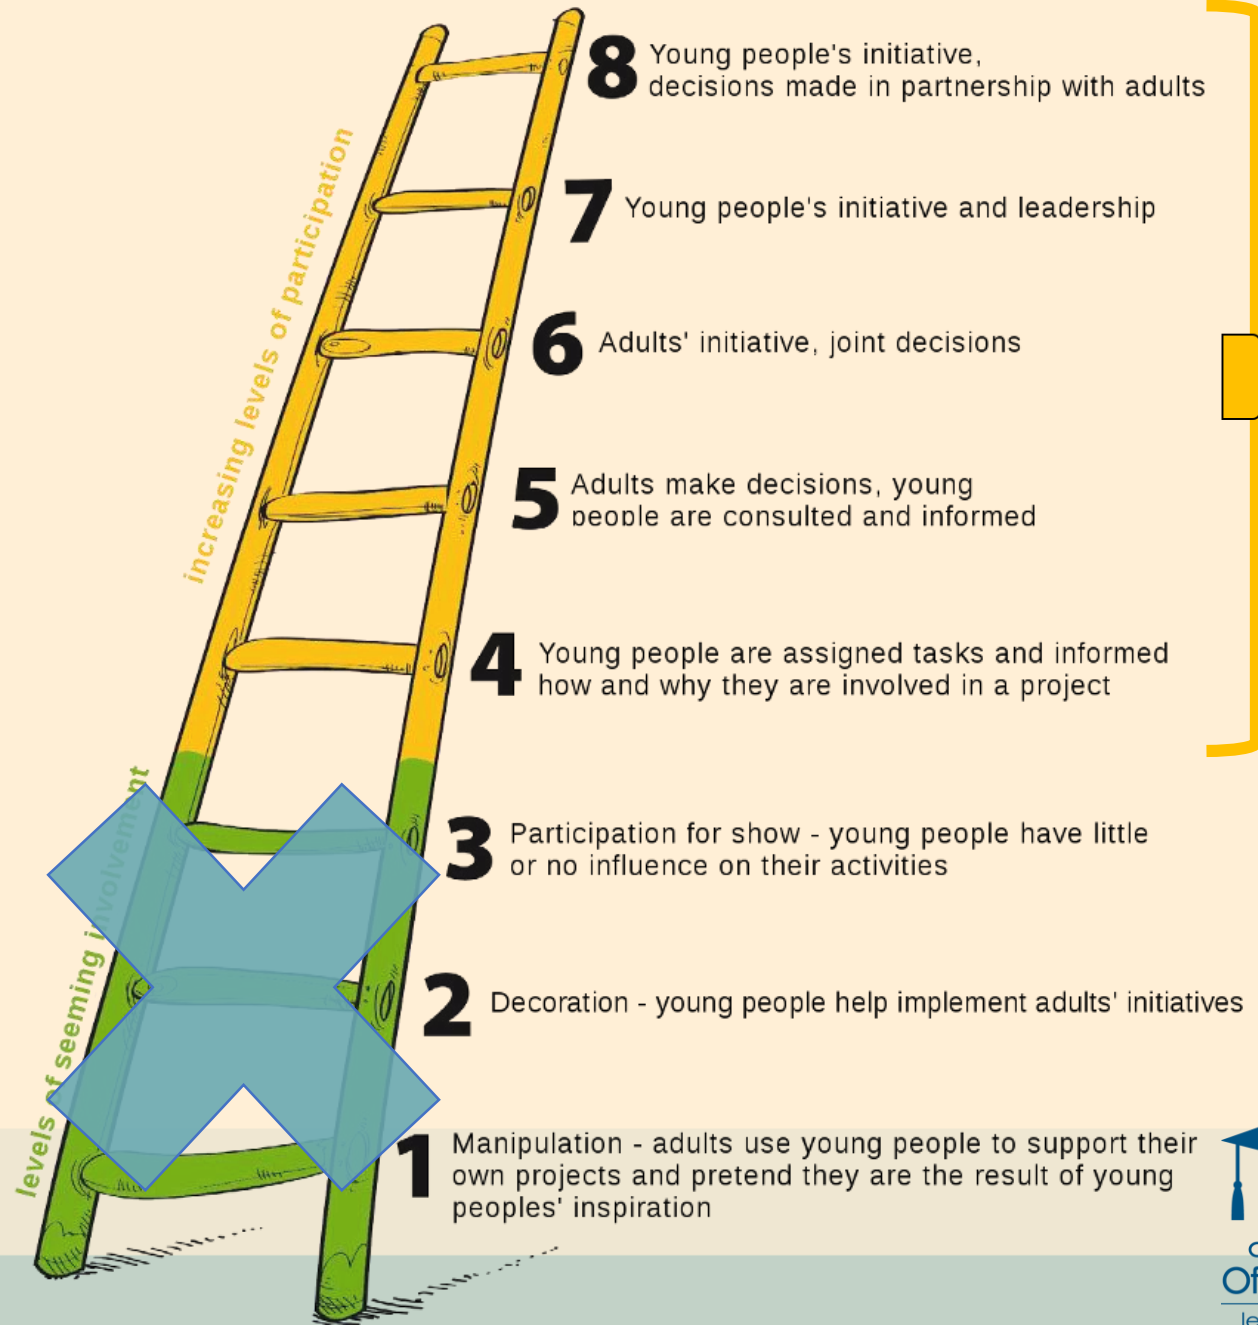 8 Young people's initiative,
decisions made in partnership with adults
7 Young people's initiative and leadership
6 Adults' initiative, joint decisions
5 Adults make decisions, young
people are consulted and informed
4 Young people are assigned tasks and informed
how and why they are involved in a project
3 Participation for show - young people have little
or no influence on their activities
2 Decoration - young people help implement adults' initiatives
1 Manipulation - adults use young people to support their
own projects and pretend they are the result of young
peoples' inspiration
increasing levels of participation
levels of seeming involvement